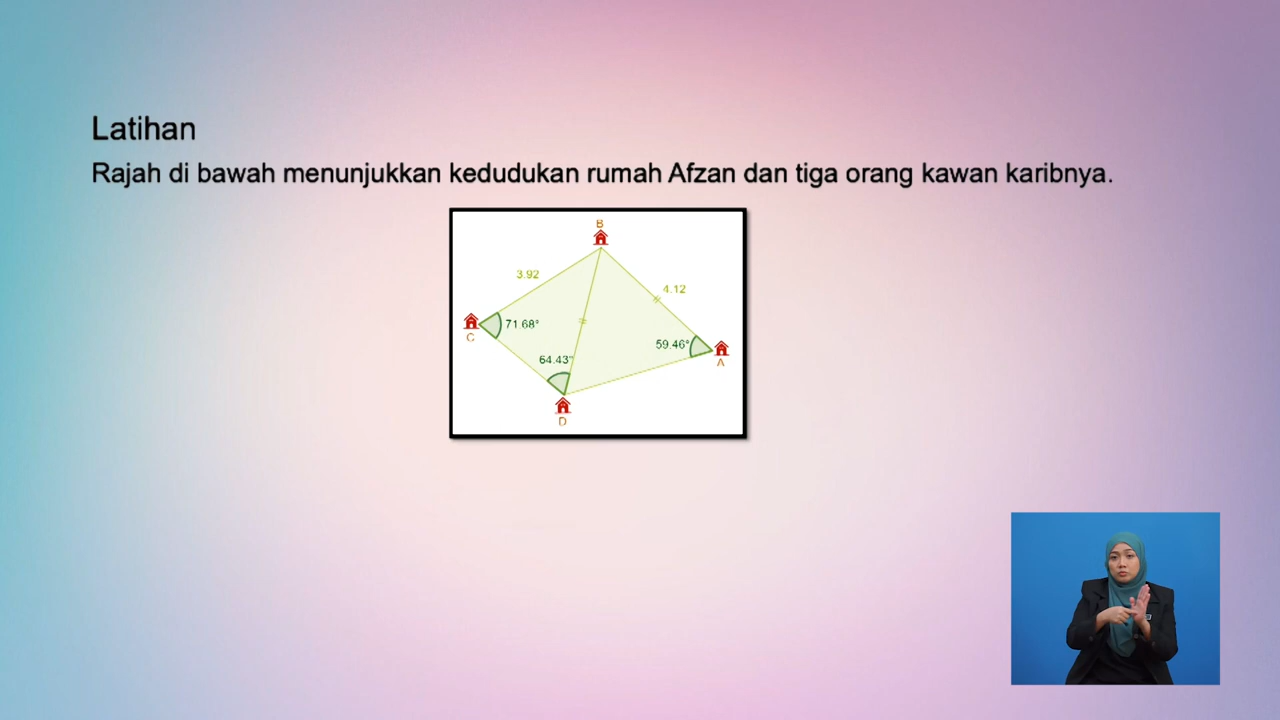 Latihan
Rajah di bawah menunjukkan kedudukan rumah Afzan dan tiga orang kawan karibnya.
B
3.92
4.12
C
71.68°
59.46°
A
64.43°
D